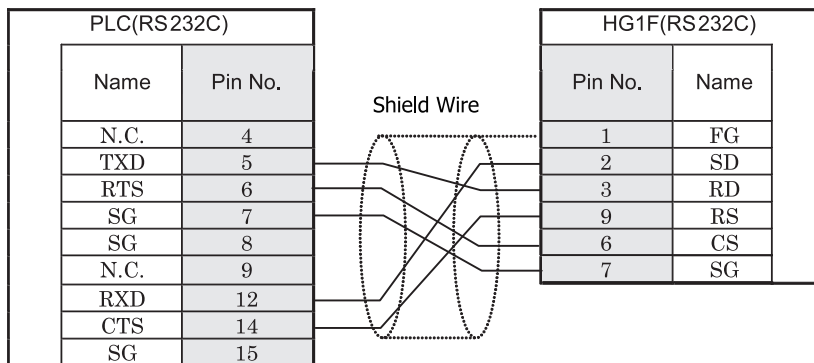 PLC(RS232C) HG1F(RS232C)
Name Pin No. Pin No. Name
Shield Wire
N.C. 4 1 FG
TXD 5 2 SD
RTS 6 3 RD
SG 7 9 RS
SG 8 6 CS
N.C. 9 7 SG
RXD 12
CTS 14
SG 15